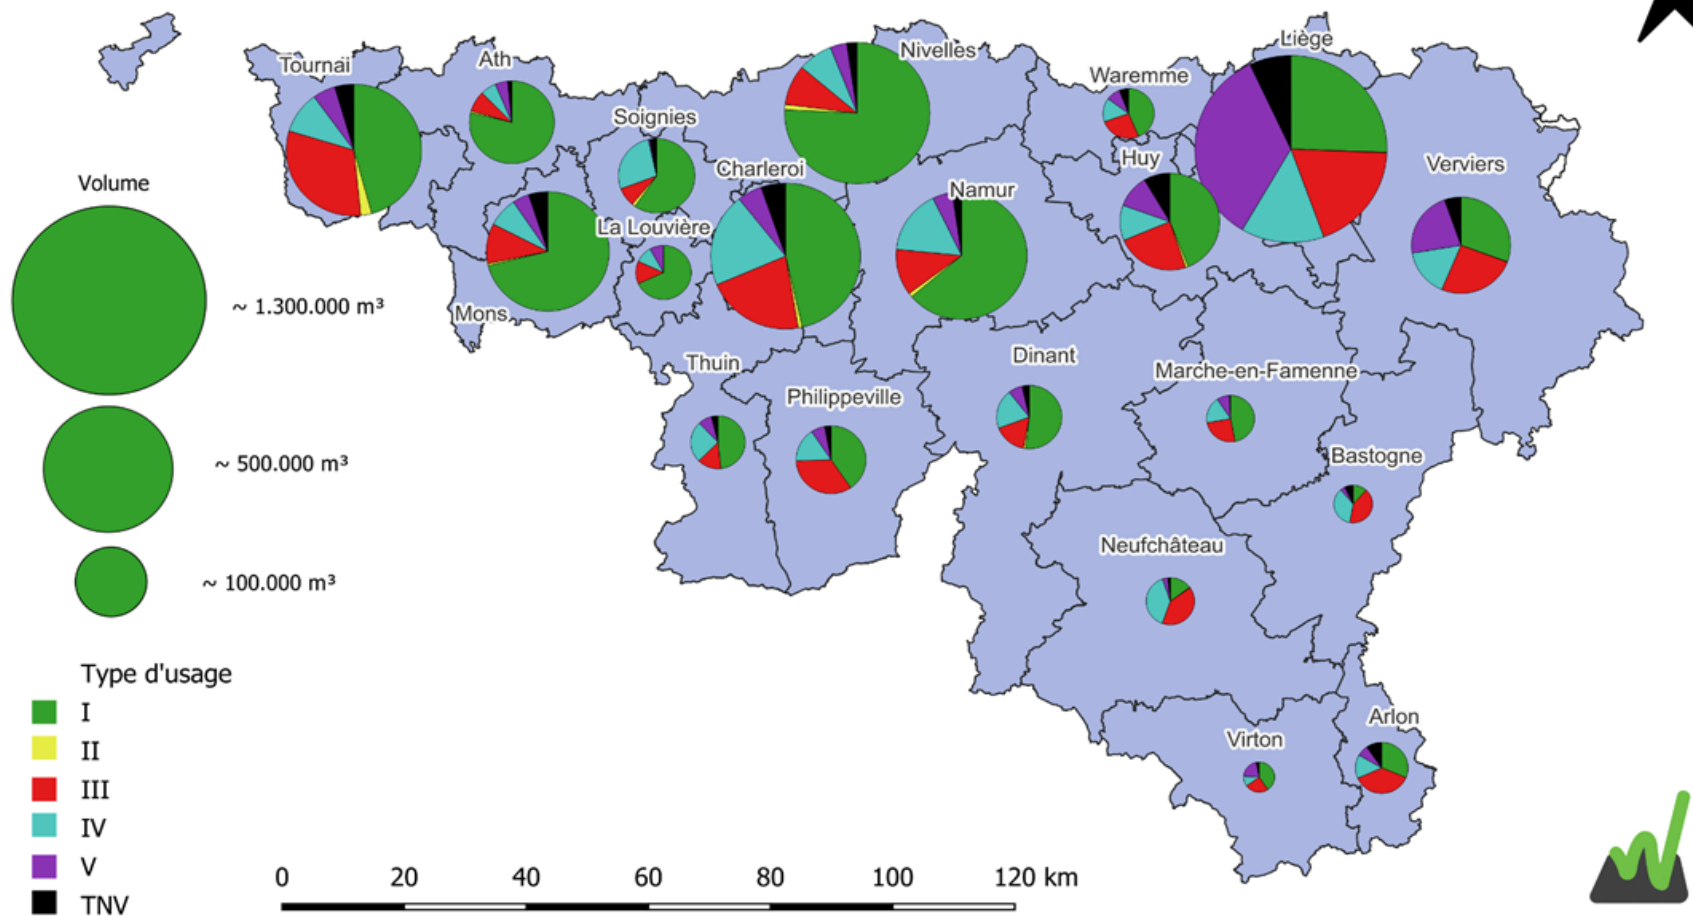 Liège
Nivelles
Tournai
Ath
Waremme
Soignies
Huy
Verviers
Charleroi
Volume
Namur
La Louvière
~ 1.300.000 m³
Mons
Dinant
Thuin
Marche-en-Famenne
Philippeville
Bastogne
~ 500.000 m³
Neufchâteau
~ 100.000 m³
Type d'usage
I
II
III
IV
V
TNV
Arlon
Virton
0 20 40 60 80 100 120 km